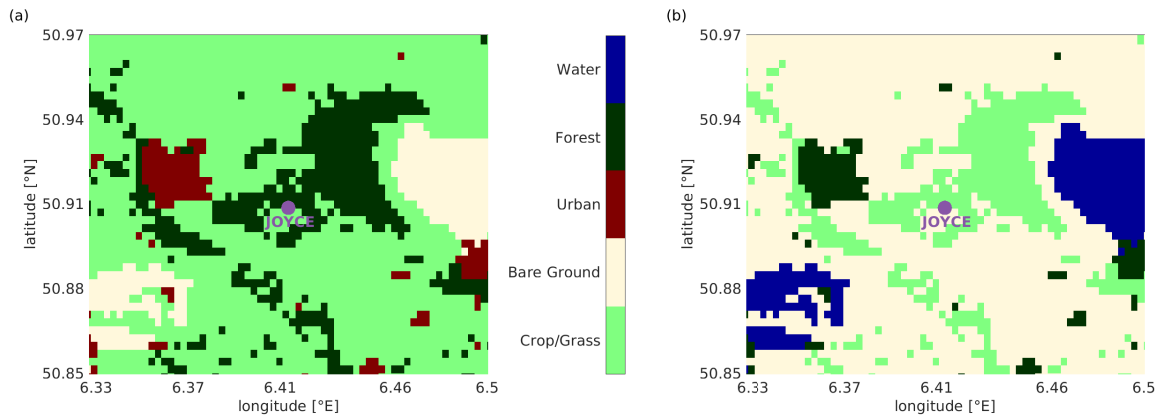 (a)
50.97
50.94
50.91
50.88
50.85
latitude [°N]
JOYCE
6.33
6.37
6.41
6.46
6.5
longitude [°E]
Water
Forest
Urban
Bare Ground
Crop/Grass
(b)
50.97
50.94
50.91
50.88
50.85
latitude [°N]
JOYCE
6.33
6.37
6.41
6.46
6.5
longitude [°E]